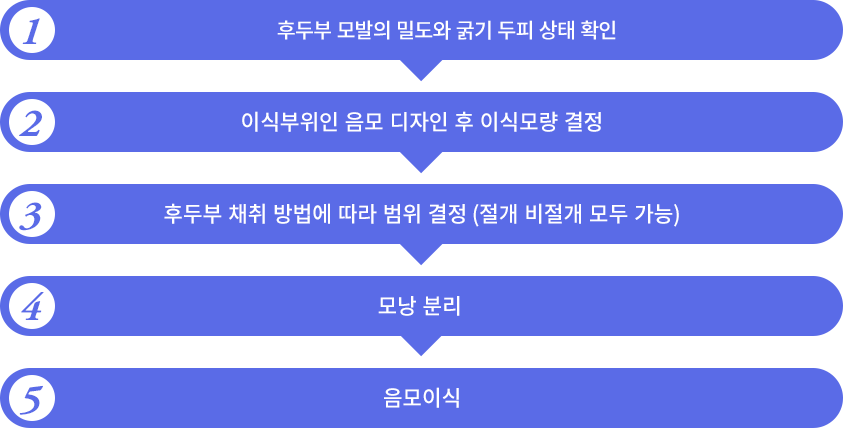 1 후두부 모발의 밀도와 굵기 두피 상태 확인
2 이식부위인 음모 디자인 후 이식모량 결정
3 후두부 채취 방법에 따라 범위 결정 (절개 비절개 모두 가능)
4 모낭 분리
5 음모이식